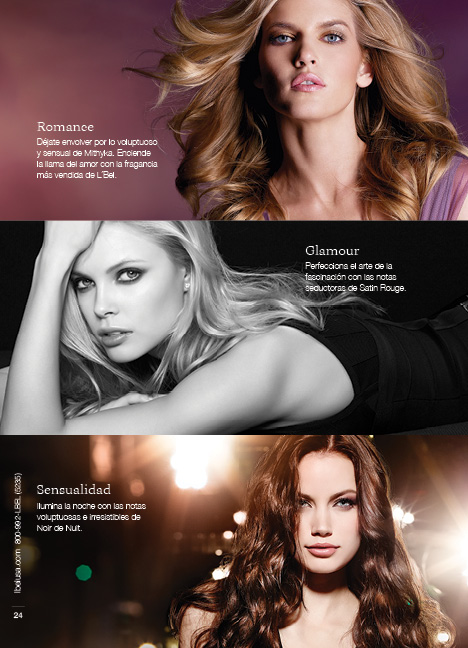 Romance
Déjate envolver por lo voluptuoso
y sensual de Mithyka. Enciende
la llama del amor con la fragancia
más vendida de L'Bel.
Glamour
Perfecciona el arte de la
fascinación con las notas
seductoras de Satin Rouge.
Sensualidad
Ilumina la noche con las notas
voluptuosas e irresistibles de
Noir de Nuit.
lbelusa.com 800-992-LBEL (5235)
24